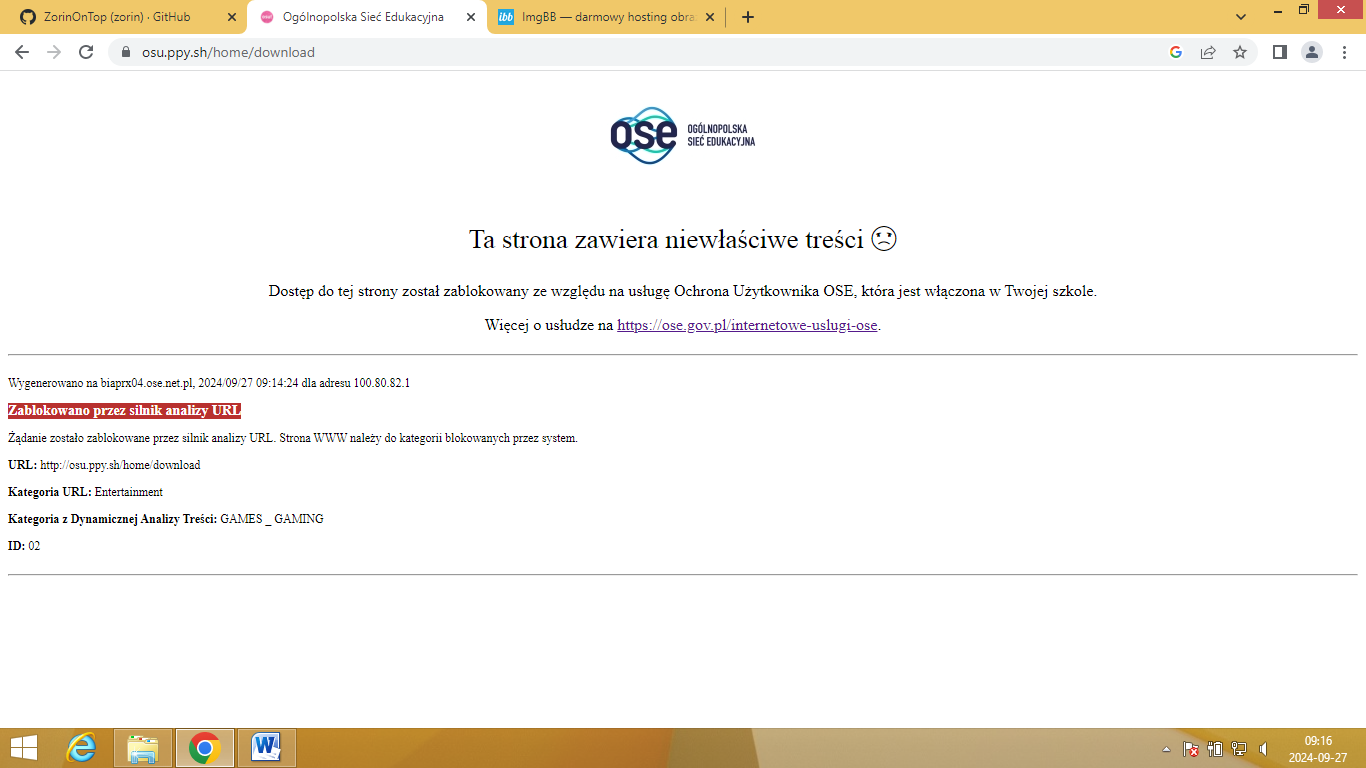 ZorinOnTop (zorin) · GitHub
Ogólnopolska Sieć Edukacyjna
ibb ImgBB — darmowy hosting obra
osu.ppy.sh/home/download
ose OGÓLNOPOLSKA
SIEĆ EDUKACYJNA
Ta strona zawiera niewłaściwe treści
Dostęp do tej strony został zablokowany ze względu na usługę Ochrona Użytkownika OSE, która jest włączona w Twojej szkole.
Więcej o usłudze na https://ose.gov.pl/internetowe-uslugi-ose.
Wygenerowano na biaprx04.ose.net.pl, 2024/09/27 09:14:24 dla adresu 100.80.82.1
Zablokowano przez silnik analizy URL
Żądanie zostało zablokowane przez silnik analizy URL. Strona WWW należy do kategorii blokowanych przez system.
URL: http://osu.ppy.sh/home/download
Kategoria URL: Entertainment
Kategoria z Dynamicznej Analizy Treści: GAMES _ GAMING
ID: 02
09:16
2024-09-27